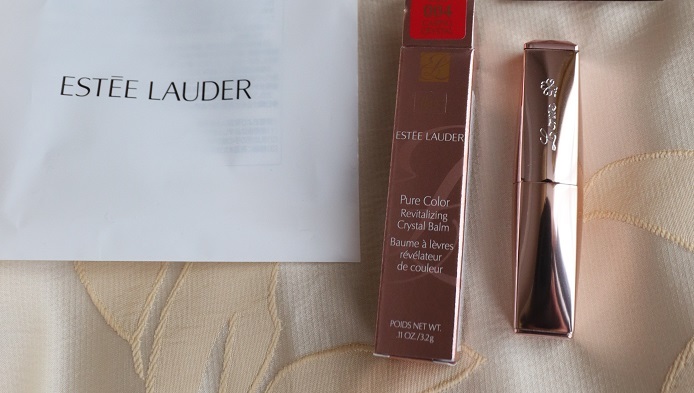 ESTĒE LAUDER
004
ESTĒE LAUDER
Pure Color
Revitalizing
Crystal Balm
Baume à lèvres
révélateur
de couleur
POIDS NET WT.
.11 OZ./3.2g